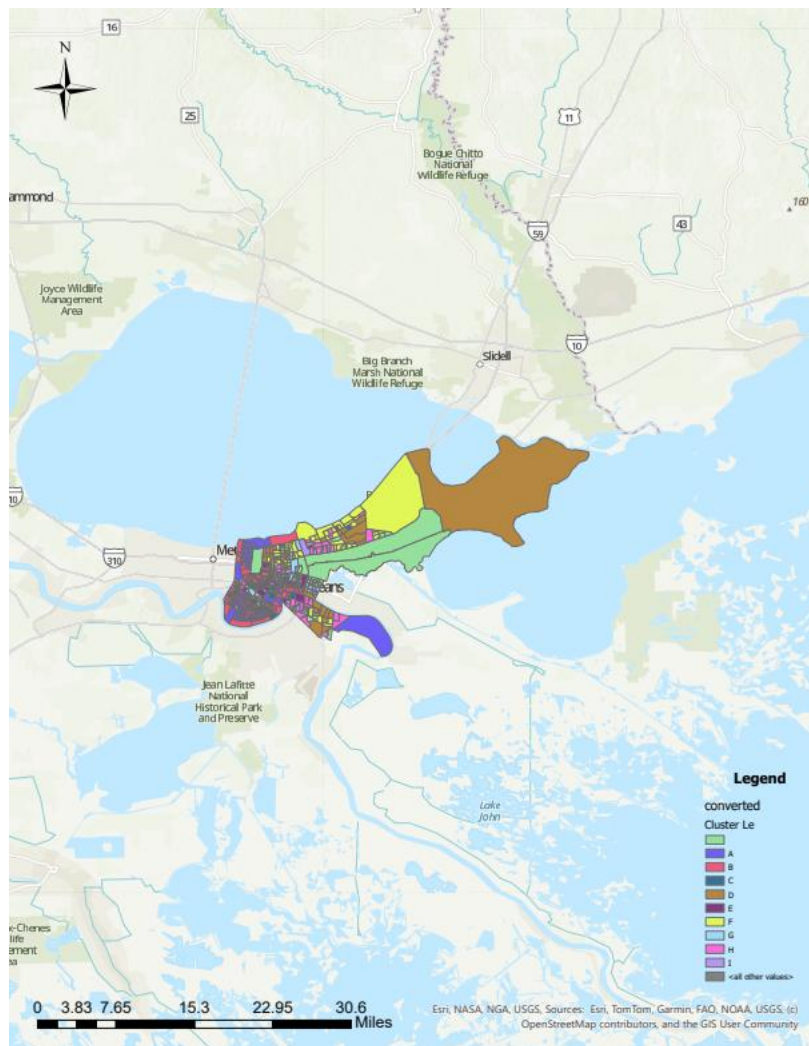 16
N
25
11
Bogue Chitto
National
Wildlife Refuge
ammond
160
43
59
Joyce Wildlife
Management
Area
10
Slidell
Big Branch
Marsh National
Wildlife Refuge
10
Met
310
eans
Jean Lafitte
National
Historical Park
and Preserve
Legend
converted
Lake
John
Cluster Le
A
B
C
D
E
F
G
H
I
<all other values>
x-Chenes
life
ement
a
0 3.83 7.65 15.3 22.95 30.6
Miles
Esri, NASA, NGA, USGS, Sources: Esri, TomTom, Garmin, FAO, NOAA, USGS, (c)
OpenStreetMap contributors, and the GIS User Community